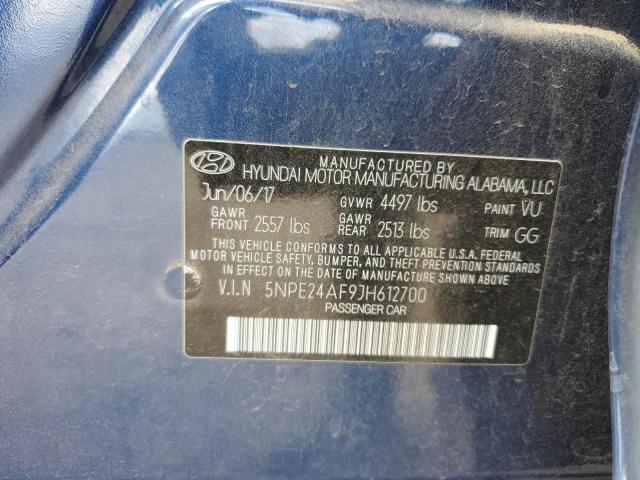 MANUFACTURED BY
HYUNDAI MOTOR MANUFACTURING ALABAMA, LLC
Jun/06/17 GVWR 4497 lbs PAINT VU
GAWR FRONT 2557 lbs GAWR REAR 2513 lbs TRIM GG
THIS VEHICLE CONFORMS TO ALL APPLICABLE U.S.A. FEDERAL
MOTOR VEHICLE SAFETY, BUMPER, AND THEFT PREVENTION STANDARDS
IN EFFECT ON THE DATE OF MANUFACTURE SHOWN ABOVE
V.I.N 5NPE24AF9JH612700
PASSENGER CAR